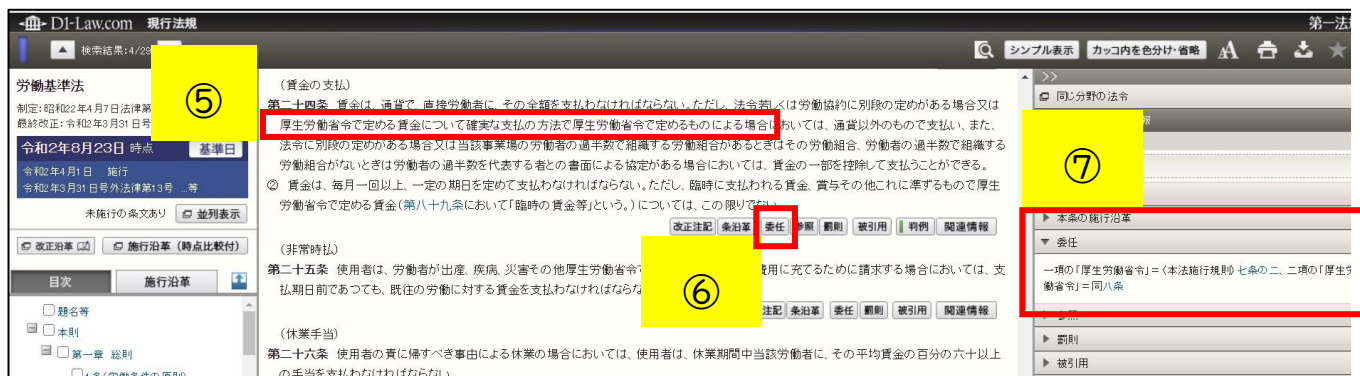 D1-Law.com 現行法規
第一法規
検索結果:4/29
シンプル表示 カッコ内を色分け・省略 AA
労働基準法
制定:昭和22年4月7日法律第
最終改正:令和2年3月31日号
令和2年8月23日 時点 基準日
令和2年4月1日 施行
令和2年3月31日号外法律第13号 …等
未施行の条文あり 並列表示
改正沿革 施行沿革（時点比較付）
目次 施行沿革
題名等
本則
第一章 総則
⑤
(賃金の支払)
第二十四条 賃金は、通貨で、直接労働者に、その全額を支払わなければならない。ただし、法令若しくは労働協約に別段の定めがある場合又は
厚生労働省令で定める賃金について確実な支払の方法で厚生労働省令で定めるものによる場合においては、通貨以外のもので支払い、また、
法令に別段の定めがある場合又は当該事業場の労働者の過半数で組織する労働組合があるときはその労働組合、労働者の過半数で組織する
労働組合がないときは労働者の過半数を代表する者との書面による協定がある場合においては、賃金の一部を控除して支払うことができる。
② 賃金は、毎月一回以上、一定の期日を定めて支払わなければならない。ただし、臨時に支払われる賃金、賞与その他これに準ずるもので厚生
労働省令で定める賃金(第八十九条において「臨時の賃金等」という。)については、この限りでない。
改正注記 条沿革 委任 参照 罰則 被引用 判例 関連情報
(非常時払)
第二十五条 使用者は、労働者が出産、疾病、災害その他厚生労働省令で
費用に充てるために請求する場合においては、支
払期日前であつても、既往の労働に対する賃金を支払わなければならな
⑥
注記 条沿革 委任 罰則 被引用 関連情報
(休業手当)
第二十六条 使用者の責に帰すべき事由による休業の場合においては、使用者は、休業期間中当該労働者に、その平均賃金の百分の六十以上
の手当を支払わなければならない。
>>
同じ分野の法令
⑦
本条の施行沿革
委任
一項の「厚生労働省令」=(本法施行規則)七条の二、二項の「厚生労
働省令」=同八条
参照
罰則
被引用